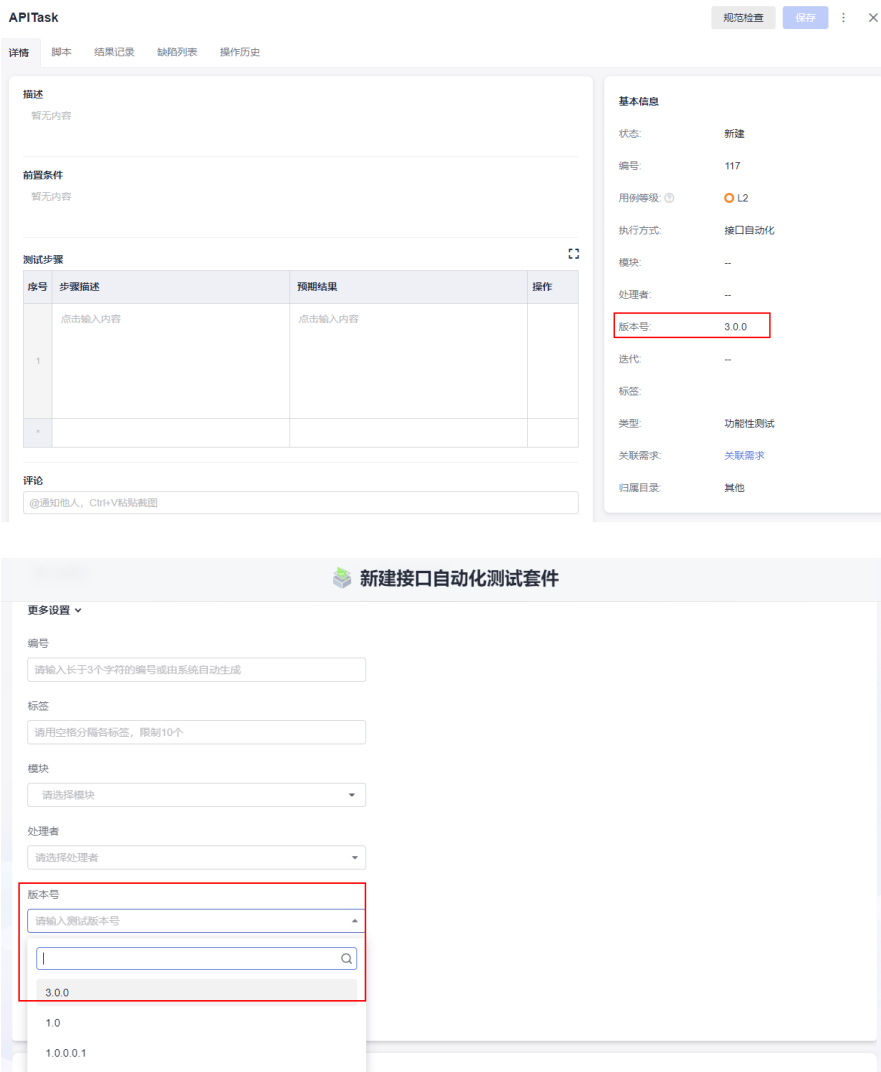 APITask
规范检查
保存
详情 脚本 结果记录 缺陷列表 操作历史
描述
暂无内容
前置条件
暂无内容
测试步骤
序号 步骤描述 预期结果 操作
1 点击输入内容 点击输入内容
*
评论
@通知他人，Ctrl+V粘贴截图
基本信息
状态: 新建
编号: 117
用例等级: L2
执行方式: 接口自动化
模块: --
处理者: --
版本号: 3.0.0
迭代: --
标签:
类型: 功能性测试
关联需求: 关联需求
归属目录: 其他
新建接口自动化测试套件
更多设置
编号
请输入长于3个字符的编号或由系统自动生成
标签
请用空格分隔各标签，限制10个
模块
请选择模块
处理者
请选择处理者
版本号
请输入测试版本号
3.0.0
1.0
1.0.0.0.1